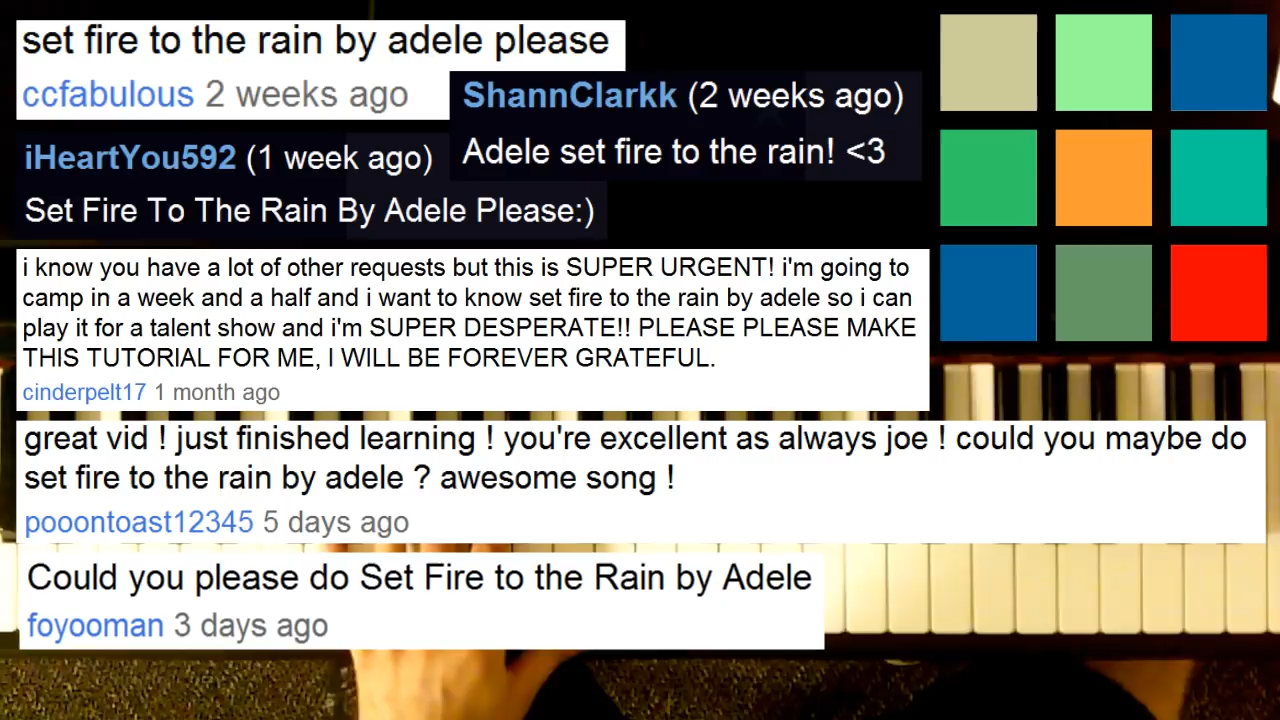 set fire to the rain by adele please
ccfabulous 2 weeks ago
ShannClarkk (2 weeks ago)
Adele set fire to the rain! <3
iHeartYou592 (1 week ago)
Set Fire To The Rain By Adele Please:)
i know you have a lot of other requests but this is SUPER URGENT! i'm going to
camp in a week and a half and i want to know set fire to the rain by adele so i can
play it for a talent show and i'm SUPER DESPERATE!! PLEASE PLEASE MAKE
THIS TUTORIAL FOR ME, I WILL BE FOREVER GRATEFUL.
cinderpelt17 1 month ago
great vid ! just finished learning ! you're excellent as always joe ! could you maybe do
set fire to the rain by adele ? awesome song !
pooontoast12345 5 days ago
Could you please do Set Fire to the Rain by Adele
foyooman 3 days ago